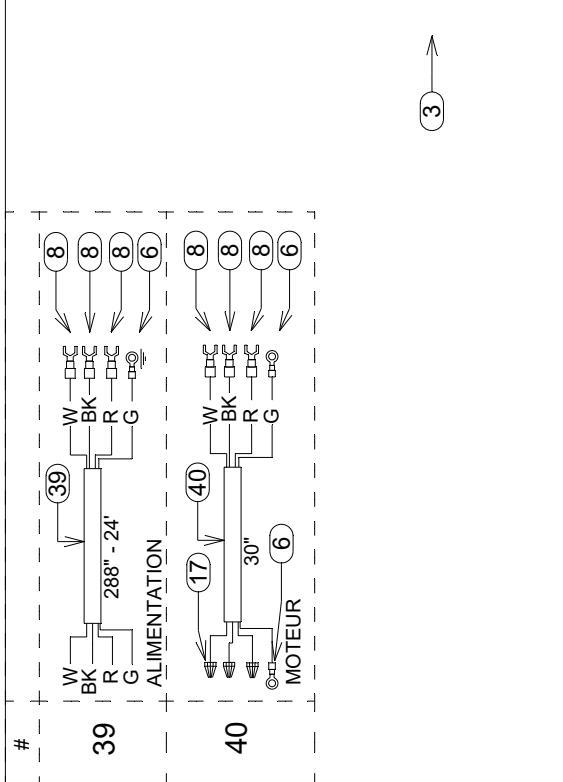 #
39
39 8
W W
BK BK 8
R 288" - 24' R 8
G G 6
ALIMENTATION
40
17 40 8
W
BK 8
30" R 8
G 6
6
MOTEUR
3